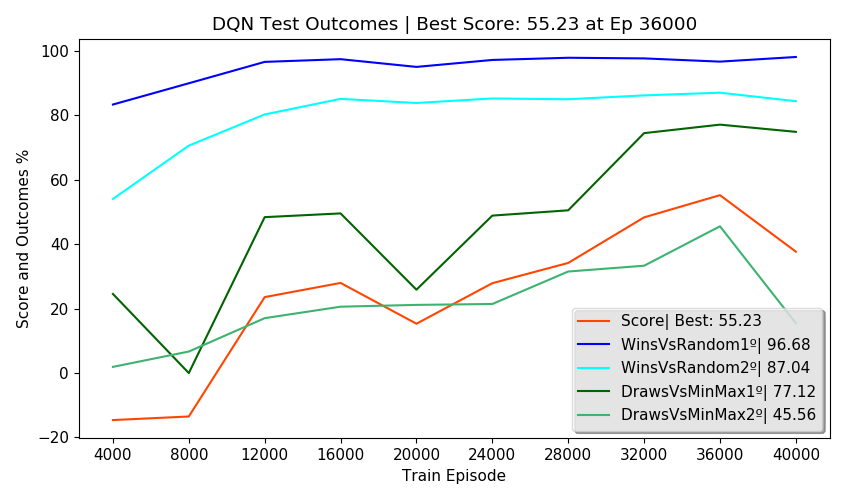 DQN Test Outcomes | Best Score: 55.23 at Ep 36000
Score and Outcomes %
100
80
60
40
20
0
−20
4000 8000 12000 16000 20000 24000 28000 32000 36000 40000
Train Episode
Score| Best: 55.23
WinsVsRandom1º| 96.68
WinsVsRandom2º| 87.04
DrawsVsMinMax1º| 77.12
DrawsVsMinMax2º| 45.56